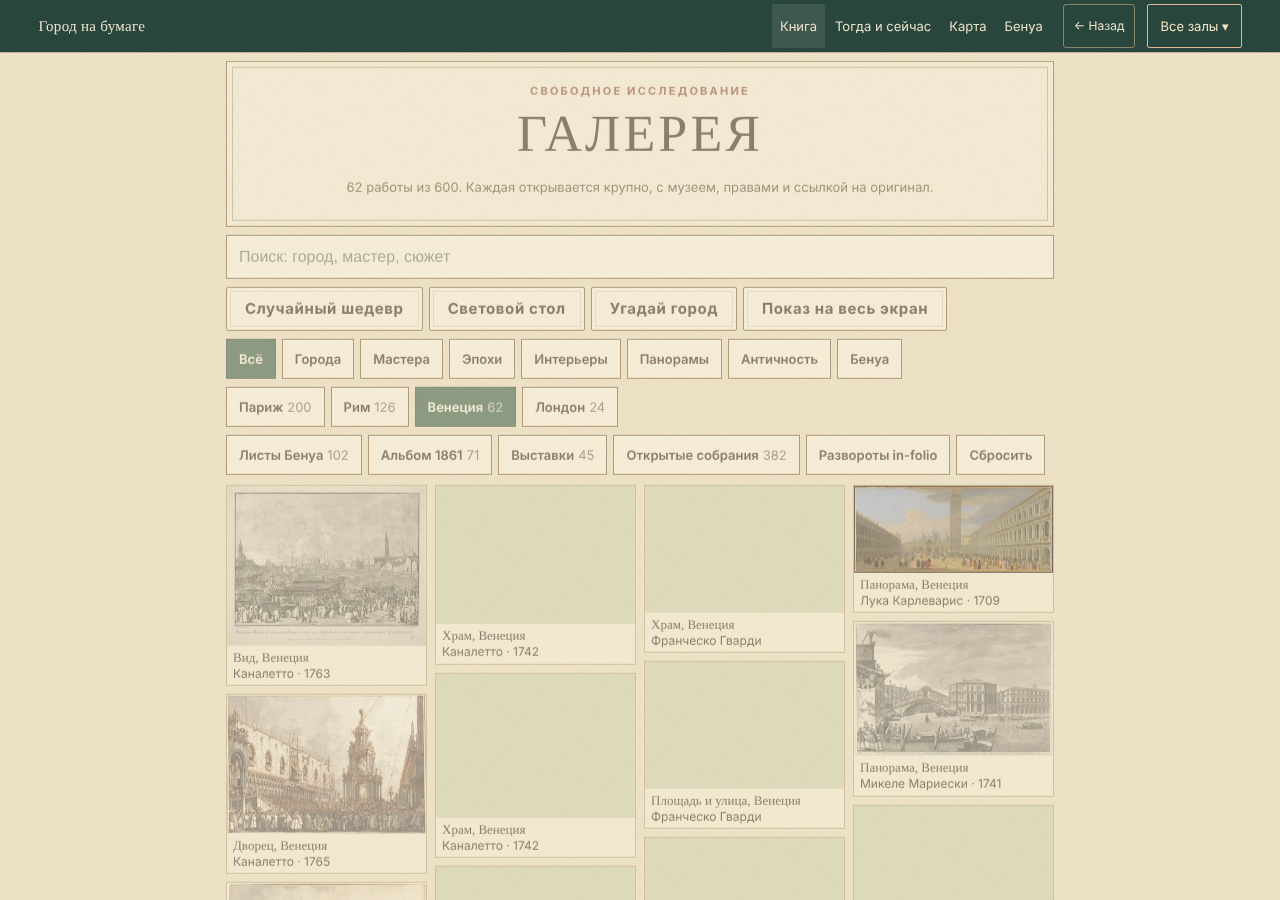 Город на бумаге
Книга Тогда и сейчас Карта Бенуа ← Назад Все залы ▾
СВОБОДНОЕ ИССЛЕДОВАНИЕ
ГАЛЕРЕЯ
62 работы из 600. Каждая открывается крупно, с музеем, правами и ссылкой на оригинал.
Поиск: город, мастер, сюжет
Случайный шедевр Световой стол Угадай город Показ на весь экран
Всё Города Мастера Эпохи Интерьеры Панорамы Античность Бенуа
Париж 200 Рим 126 Венеция 62 Лондон 24
Листы Бенуа 102 Альбом 1861 71 Выставки 45 Открытые собрания 382 Развороты in-folio Сбросить
Вид, Венеция
Каналетто · 1763
Дворец, Венеция
Каналетто · 1765
Храм, Венеция
Каналетто · 1742
Храм, Венеция
Каналетто · 1742
Храм, Венеция
Франческо Гварди
Площадь и улица, Венеция
Франческо Гварди
Панорама, Венеция
Лука Карлеварис · 1709
Панорама, Венеция
Микеле Мариески · 1741